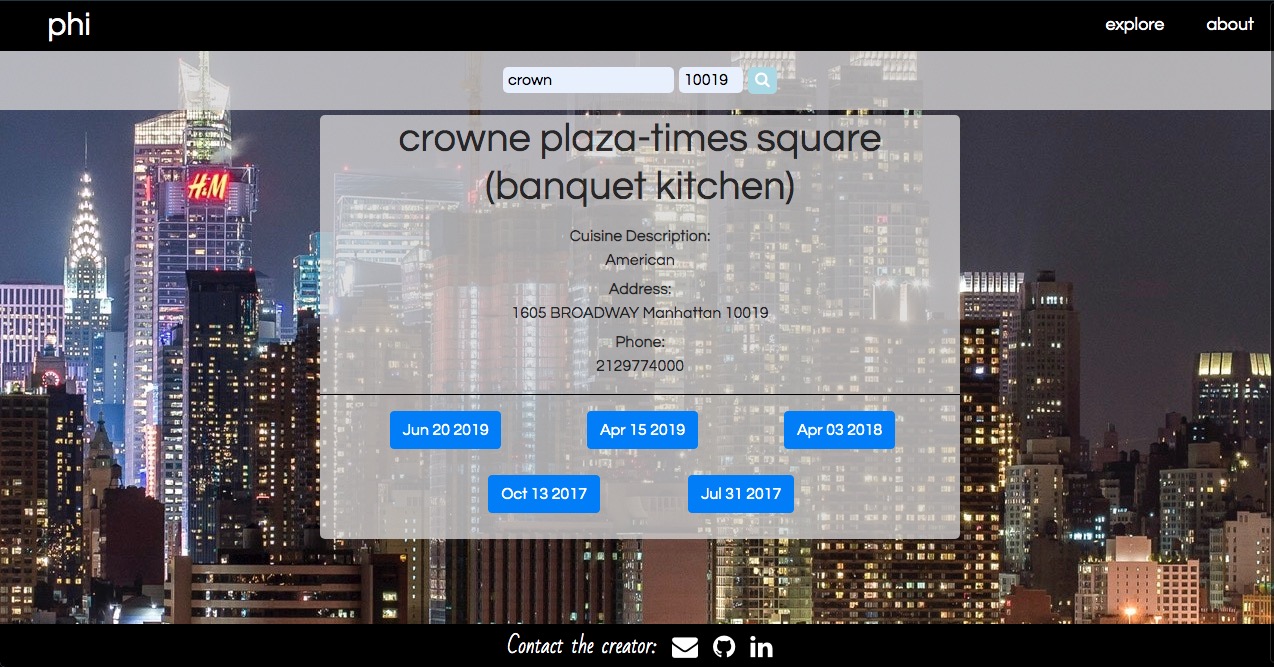 phi
explore
about
crown
10019
crowne plaza-times square
(banquet kitchen)
H&M
Cuisine Description:
American
Address:
1605 BROADWAY Manhattan 10019
Phone:
2129774000
Jun 20 2019
Apr 15 2019
Apr 03 2018
Oct 13 2017
Jul 31 2017
Contact the creator:
in